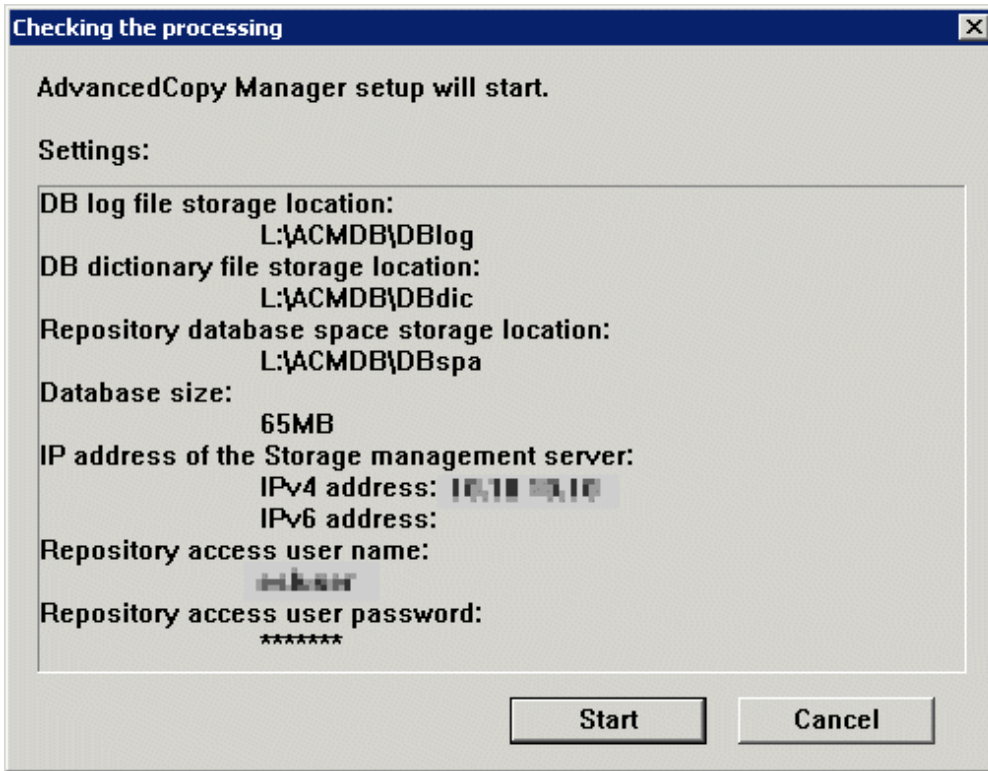 Checking the processing
AdvancedCopy Manager setup will start.
Settings:
DB log file storage location:
L:\ACMDB\DBlog
DB dictionary file storage location:
L:\ACMDB\DBdic
Repository database space storage location:
L:\ACMDB\DBspa
Database size:
65MB
IP address of the Storage management server:
IPv4 address:
IPv6 address:
Repository access user name:
Repository access user password:
*******
Start Cancel